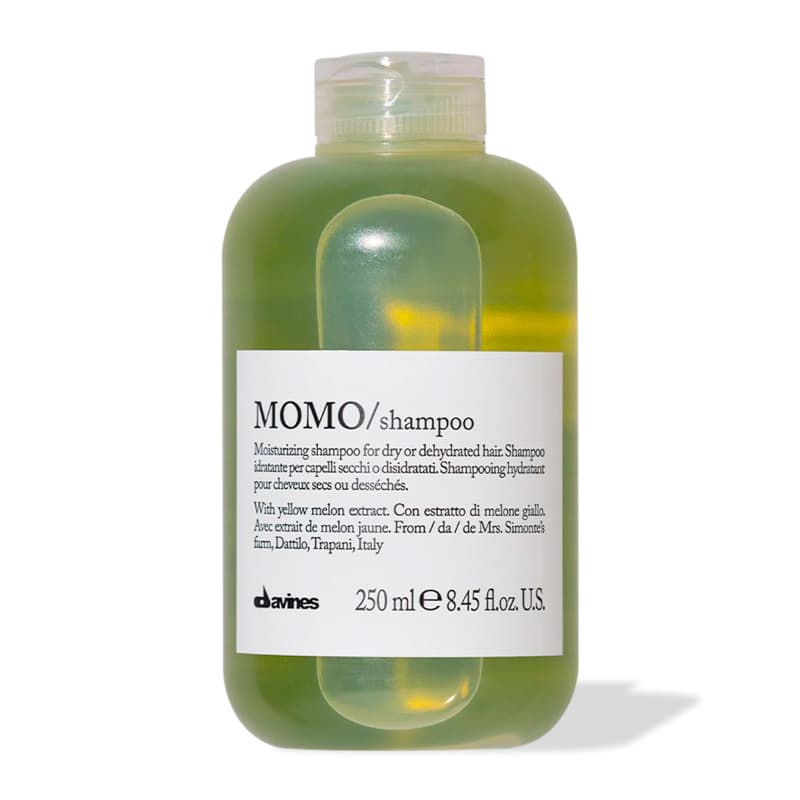 MOMO/shampoo
Moisturizing shampoo for dry or dehydrated hair. Shampoo
idratante per capelli secchi o disidratati. Shampooing hydratant
pour cheveux secs ou desséchés.
With yellow melon extract. Con estratto di melone giallo.
Avec extrait de melon jaune. From / da / de Mrs. Simonte's
farm, Dattilo, Trapani, Italy
davines 250 ml ℮ 8.45 fl.oz. U.S.